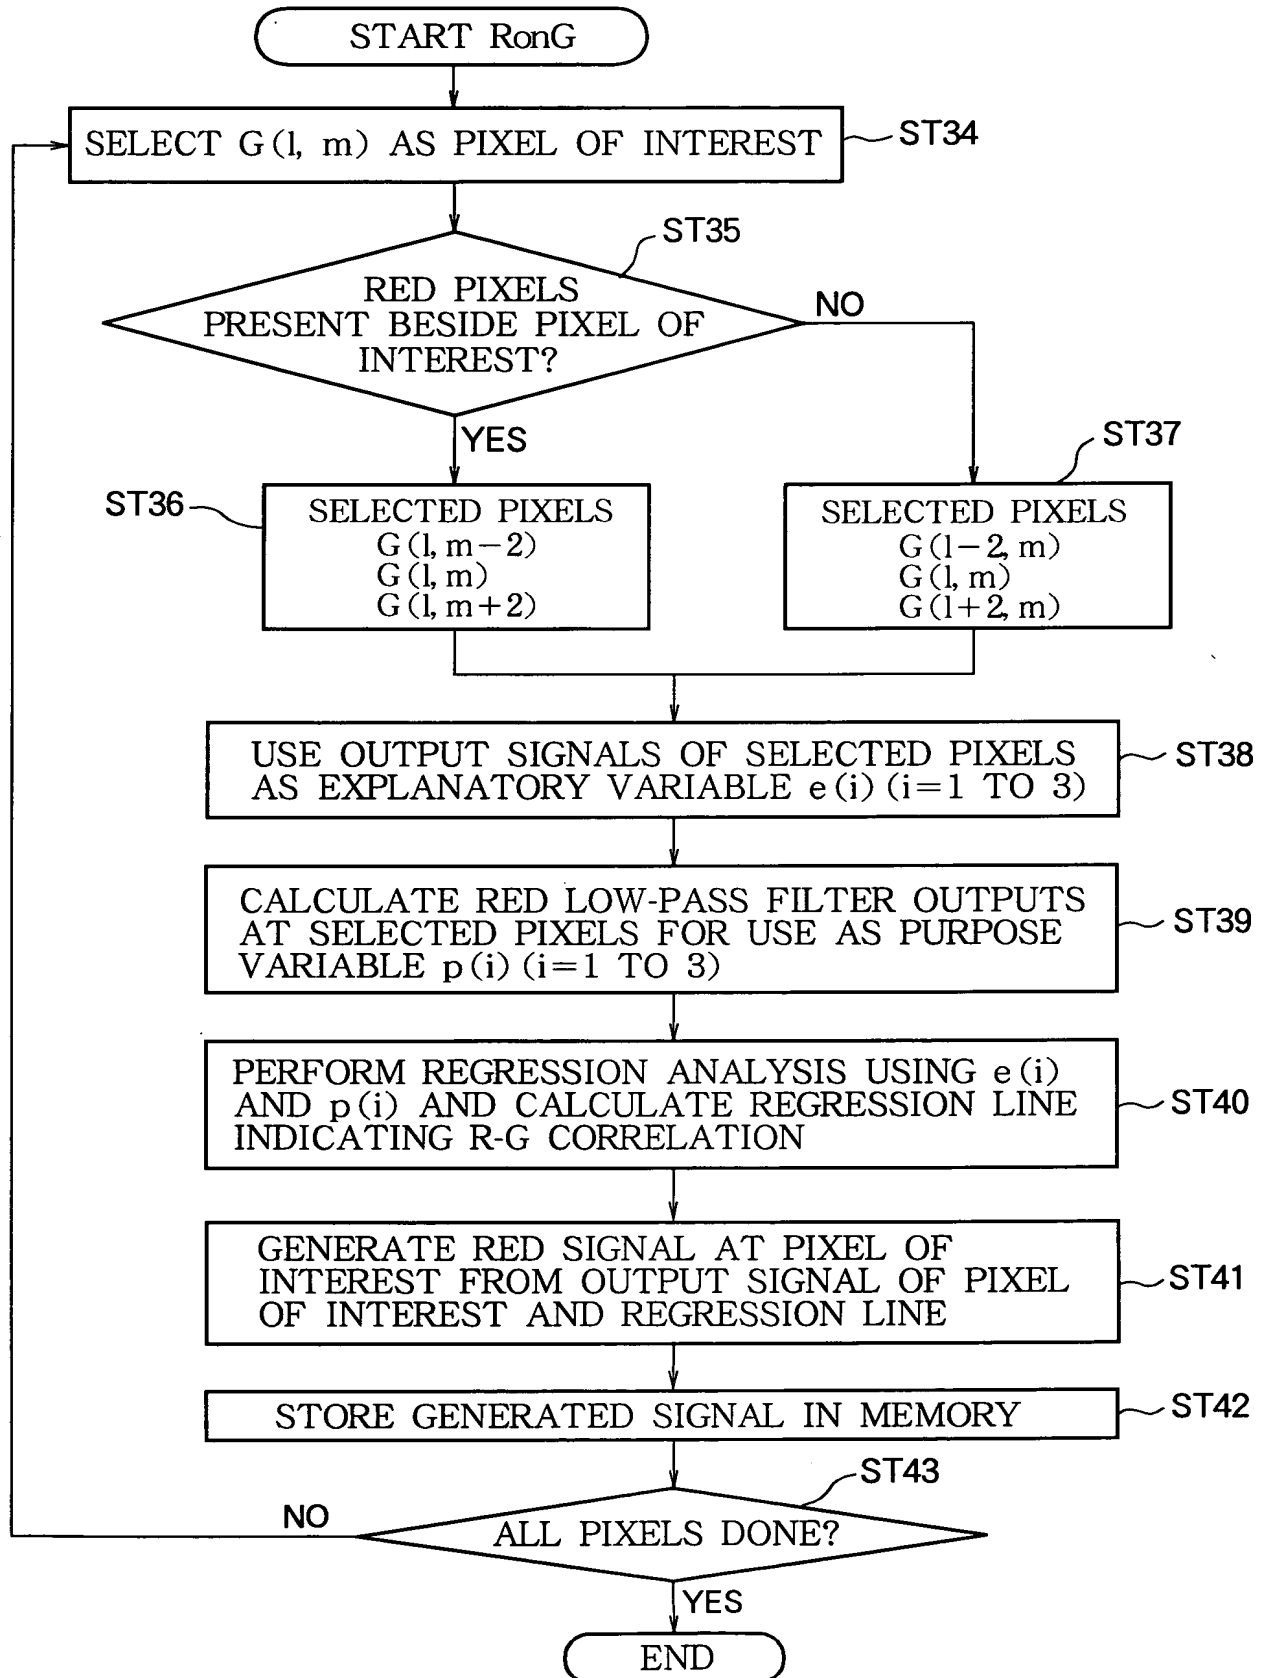 START RonG
SELECT G(l, m) AS PIXEL OF INTEREST
ST34
ST35
RED PIXELS
PRESENT BESIDE PIXEL OF
INTEREST?
NO
YES
ST36
SELECTED PIXELS
G(l, m−2)
G(l, m)
G(l, m+2)
ST37
SELECTED PIXELS
G(l−2, m)
G(l, m)
G(l+2, m)
USE OUTPUT SIGNALS OF SELECTED PIXELS
AS EXPLANATORY VARIABLE e(i) (i=1 TO 3)
ST38
CALCULATE RED LOW-PASS FILTER OUTPUTS
AT SELECTED PIXELS FOR USE AS PURPOSE
VARIABLE p(i) (i=1 TO 3)
ST39
PERFORM REGRESSION ANALYSIS USING e(i)
AND p(i) AND CALCULATE REGRESSION LINE
INDICATING R-G CORRELATION
ST40
GENERATE RED SIGNAL AT PIXEL OF
INTEREST FROM OUTPUT SIGNAL OF PIXEL
OF INTEREST AND REGRESSION LINE
ST41
STORE GENERATED SIGNAL IN MEMORY
ST42
ST43
NO
ALL PIXELS DONE?
YES
END